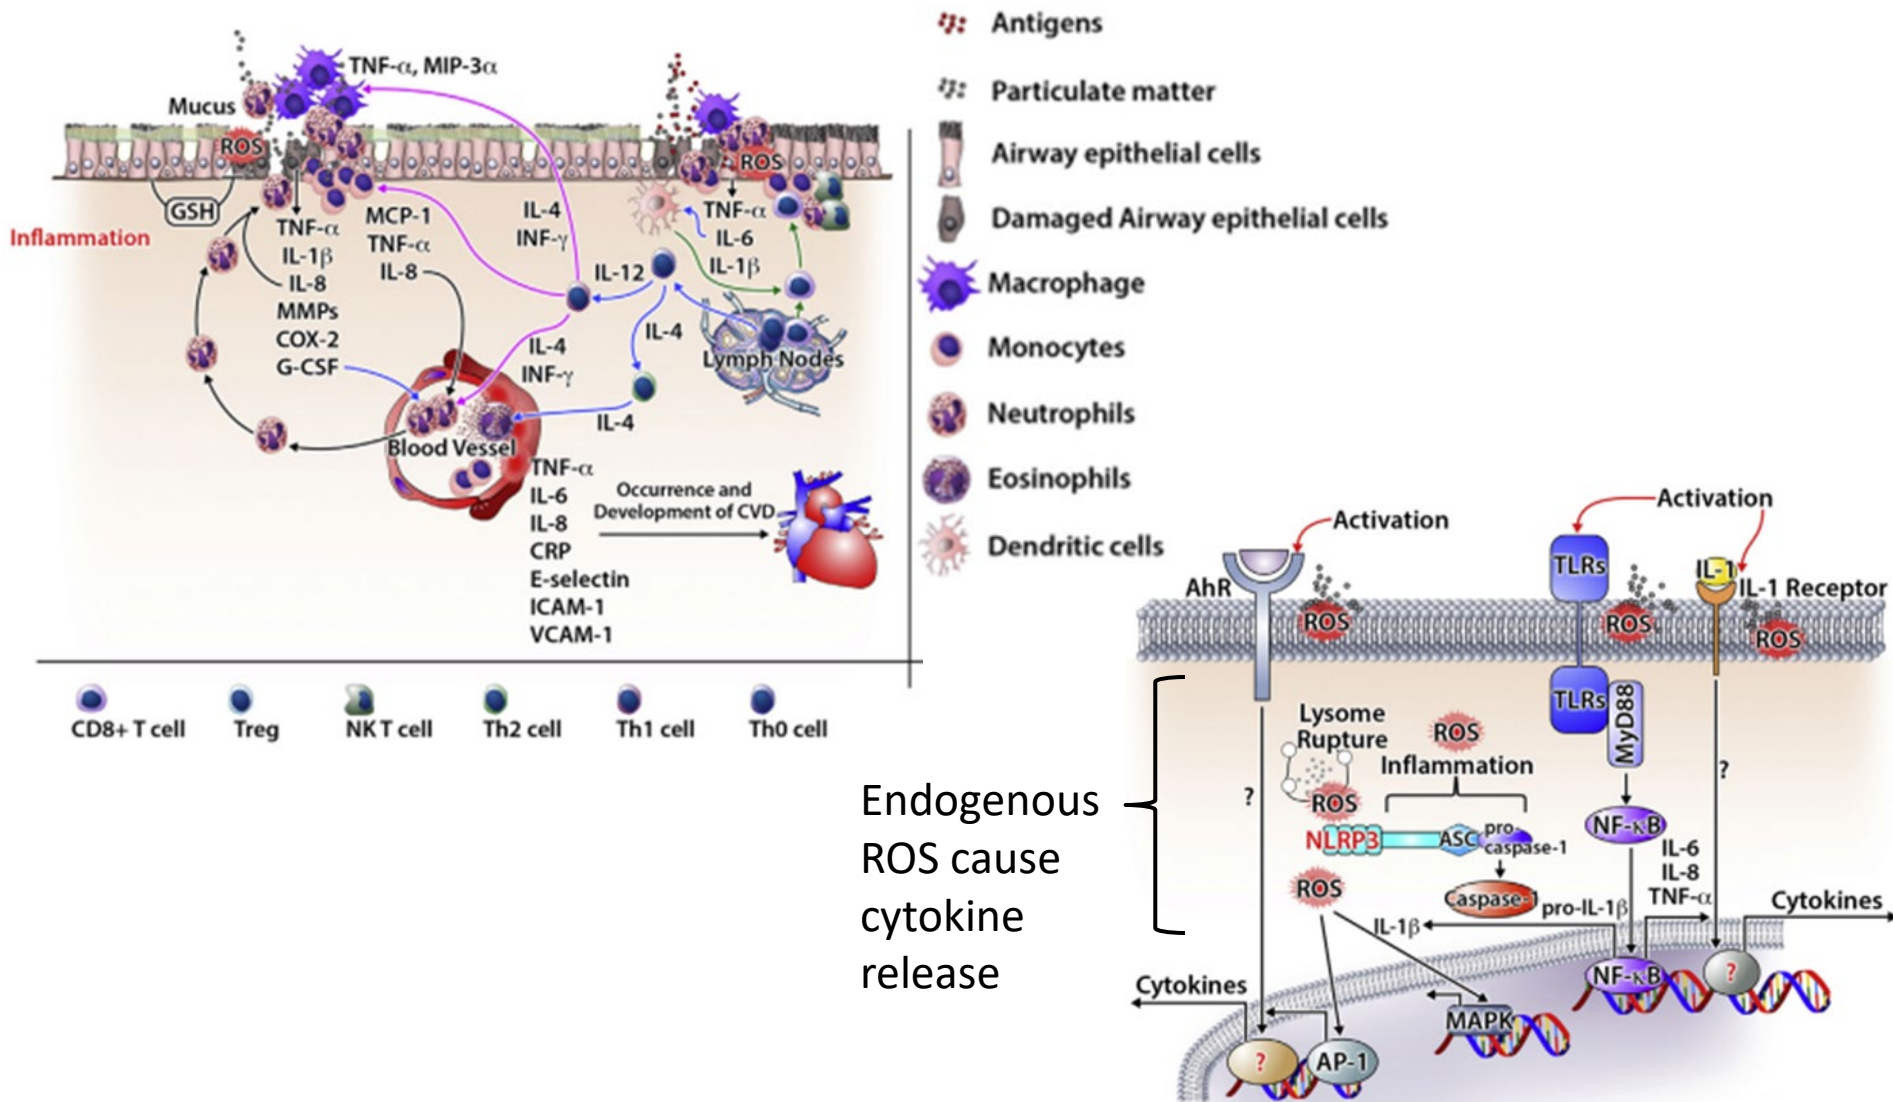 TNF-α, MIP-3α
Mucus
ROS
GSH
Inflammation
TNF-α
IL-1β
IL-8
MMPs
COX-2
G-CSF
MCP-1
TNF-α
IL-8
IL-4
INF-γ
IL-12
IL-4
IL-4
INF-γ
IL-4
ROS
TNF-α
IL-6
IL-1β
Lymph Nodes
Blood Vessel
TNF-α
IL-6
IL-8
CRP
E-selectin
ICAM-1
VCAM-1
Occurrence and
Development of CVD
CD8+ T cell
Treg
NK T cell
Th2 cell
Th1 cell
Th0 cell
Antigens
Particulate matter
Airway epithelial cells
Damaged Airway epithelial cells
Macrophage
Monocytes
Neutrophils
Eosinophils
Dendritic cells
Endogenous
ROS cause
cytokine
release
Activation
AhR
ROS
Activation
TLRs
ROS
IL-1
IL-1 Receptor
ROS
TLRs
MyD88
Lysome
Rupture
ROS
ROS
Inflammation
?
?
NLRP3
ASC
pro-
caspase-1
Caspase-1
ROS
NF-κB
IL-6
IL-8
TNF-α
pro-IL-1β
IL-1β
Cytokines
NF-κB
?
Cytokines
MAPK
?
AP-1